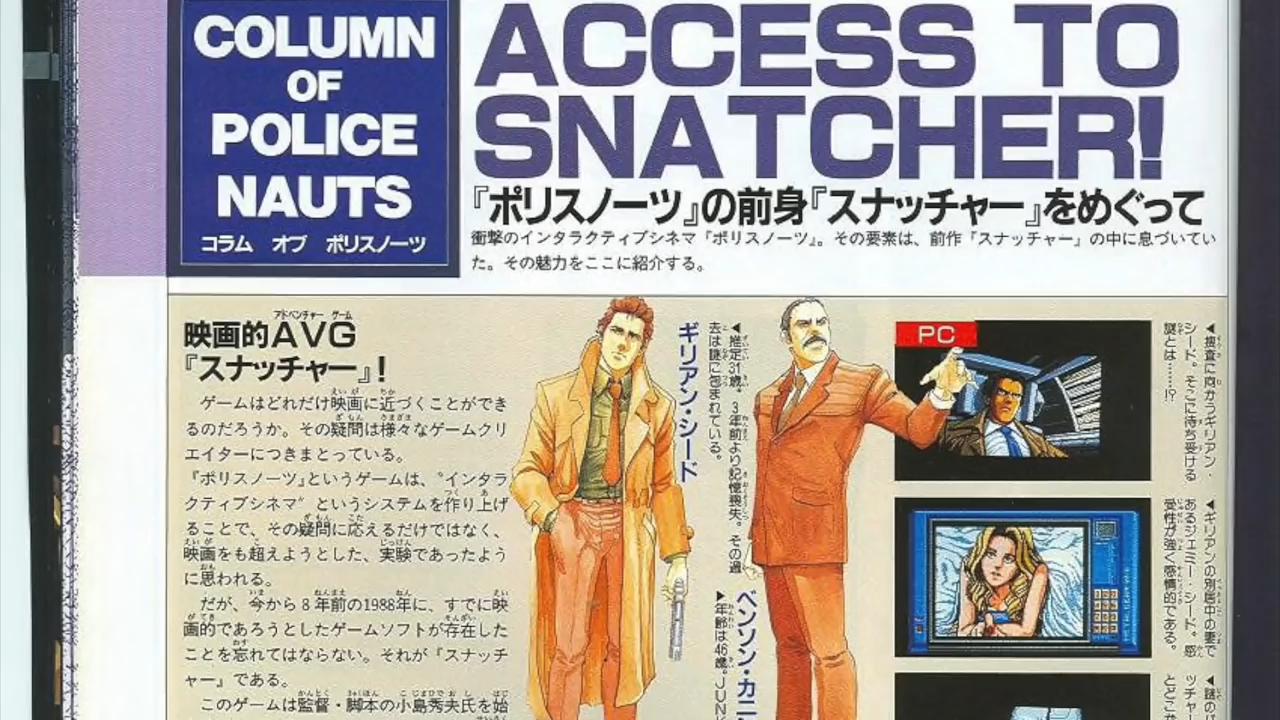 COLUMN
OF
POLICE
NAUTS
コラム オブ ポリスノーツ
ACCESS TO
SNATCHER!
『ポリスノーツ』の前身『スナッチャー』をめぐって
衝撃のインタラクティブシネマ『ポリスノーツ』。その要素は、前作『スナッチャー』の中に息づいてい
た。その魅力をここに紹介する。
アドベンチャー ゲーム
映画的AVG
『スナッチャー』!
ゲームはどれだけ映画に近づくことができ
るのだろうか。その疑問は様々なゲームクリ
エイターにつきまとっている。
『ポリスノーツ』というゲームは、“インタラ
クティブシネマ”というシステムを作り上げ
ることで、その疑問に応えるだけではなく、
映画をも超えようとした、実験であったよう
に思われる。
だが、今から8年前の1988年に、すでに映
画的であろうとしたゲームソフトが存在した
ことを忘れてはならない。それが『スナッチ
ャー』である。
このゲームは監督・脚本の小島秀夫氏を始
ギリアン・シード
◀推定31歳。3年前より記憶喪失。その過
去は謎に包まれている。
ベンソン・カニ
▶年齢は46歳。JUNK
PC
◀捜査に向かうギリアン・
シード。そこに待ち受ける
謎とは……!?
◀ギリアンの別居中の妻で
あるジェミー・シード。感
受性が強く感情的である。
◀謎の
ッチャ
とどこか